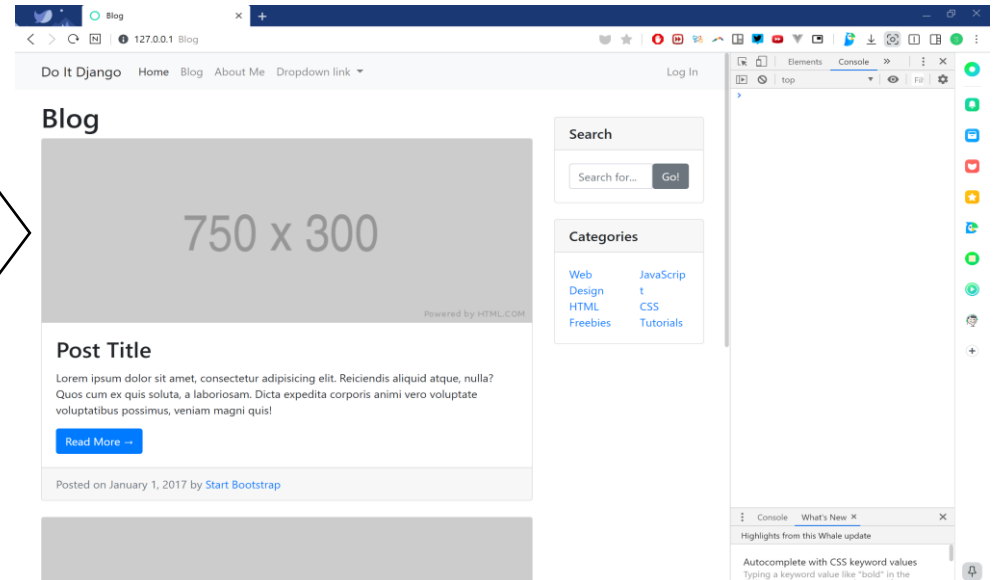 Blog
127.0.0.1 Blog
Do It Django Home Blog About Me Dropdown link Log In
Blog
750 x 300
Powered by HTML.COM
Post Title
Lorem ipsum dolor sit amet, consectetur adipisicing elit. Reiciendis aliquid atque, nulla?
Quos cum ex quis soluta, a laboriosam. Dicta expedita corporis animi vero voluptate
voluptatibus possimus, veniam magni quis!
Read More →
Posted on January 1, 2017 by Start Bootstrap
Search
Search for... Go!
Categories
Web JavaScrip
Design t
HTML CSS
Freebies Tutorials
Elements Console »
top Fil
Console What's New
Highlights from this Whale update
Autocomplete with CSS keyword values
Typing a keyword value like "bold" in the